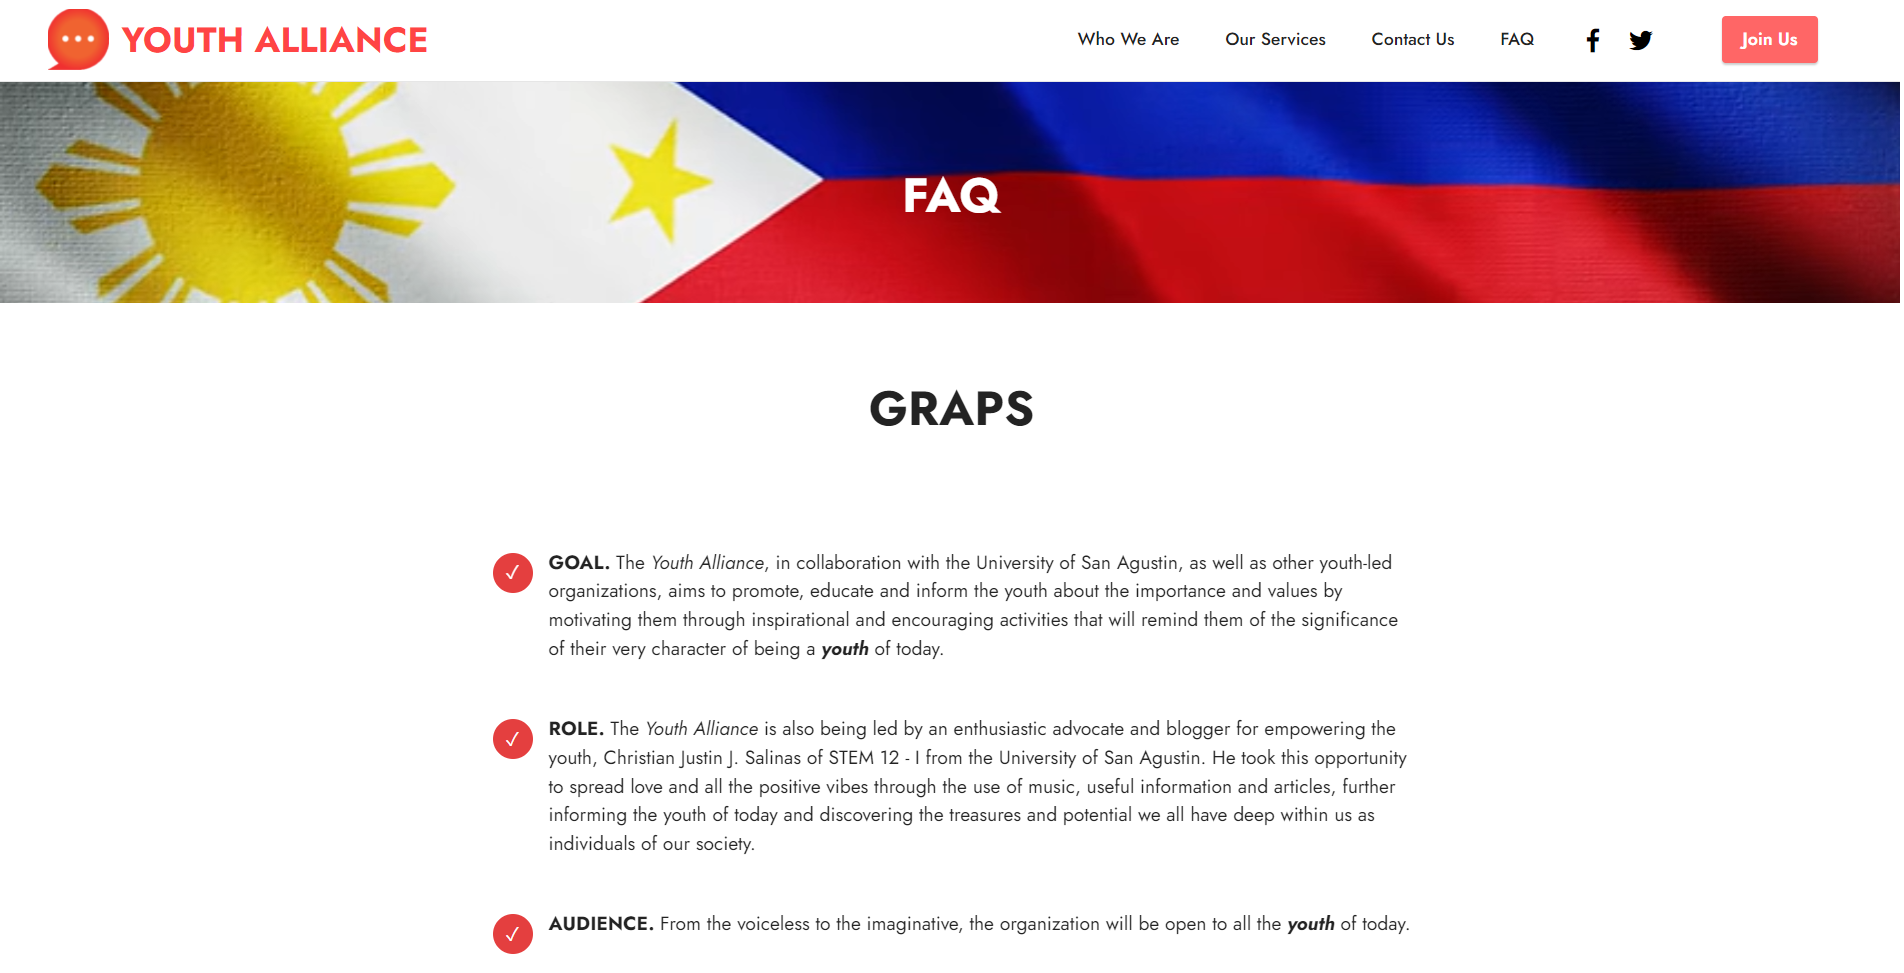 YOUTH ALLIANCE
Who We Are
Our Services
Contact Us
FAQ
Join Us
FAQ
GRAPS
GOAL. The Youth Alliance, in collaboration with the University of San Agustin, as well as other youth-led
organizations, aims to promote, educate and inform the youth about the importance and values by
motivating them through inspirational and encouraging activities that will remind them of the significance
of their very character of being a youth of today.
ROLE. The Youth Alliance is also being led by an enthusiastic advocate and blogger for empowering the
youth, Christian Justin J. Salinas of STEM 12 - I from the University of San Agustin. He took this opportunity
to spread love and all the positive vibes through the use of music, useful information and articles, further
informing the youth of today and discovering the treasures and potential we all have deep within us as
individuals of our society.
AUDIENCE. From the voiceless to the imaginative, the organization will be open to all the youth of today.